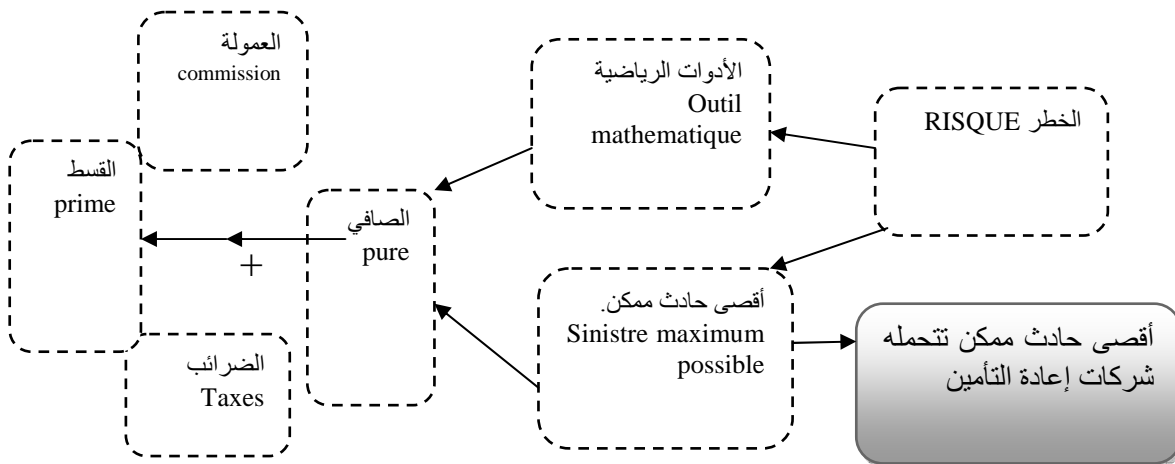 الخطر RISQUE
الأدوات الرياضية
Outil
mathematique
أقصى حادث ممكن.
Sinistre maximum
possible
أقصى حادث ممكن تتحمله
شركات إعادة التأمين
الصافي
pure
+
العمولة
commission
القسط
prime
الضرائب
Taxes